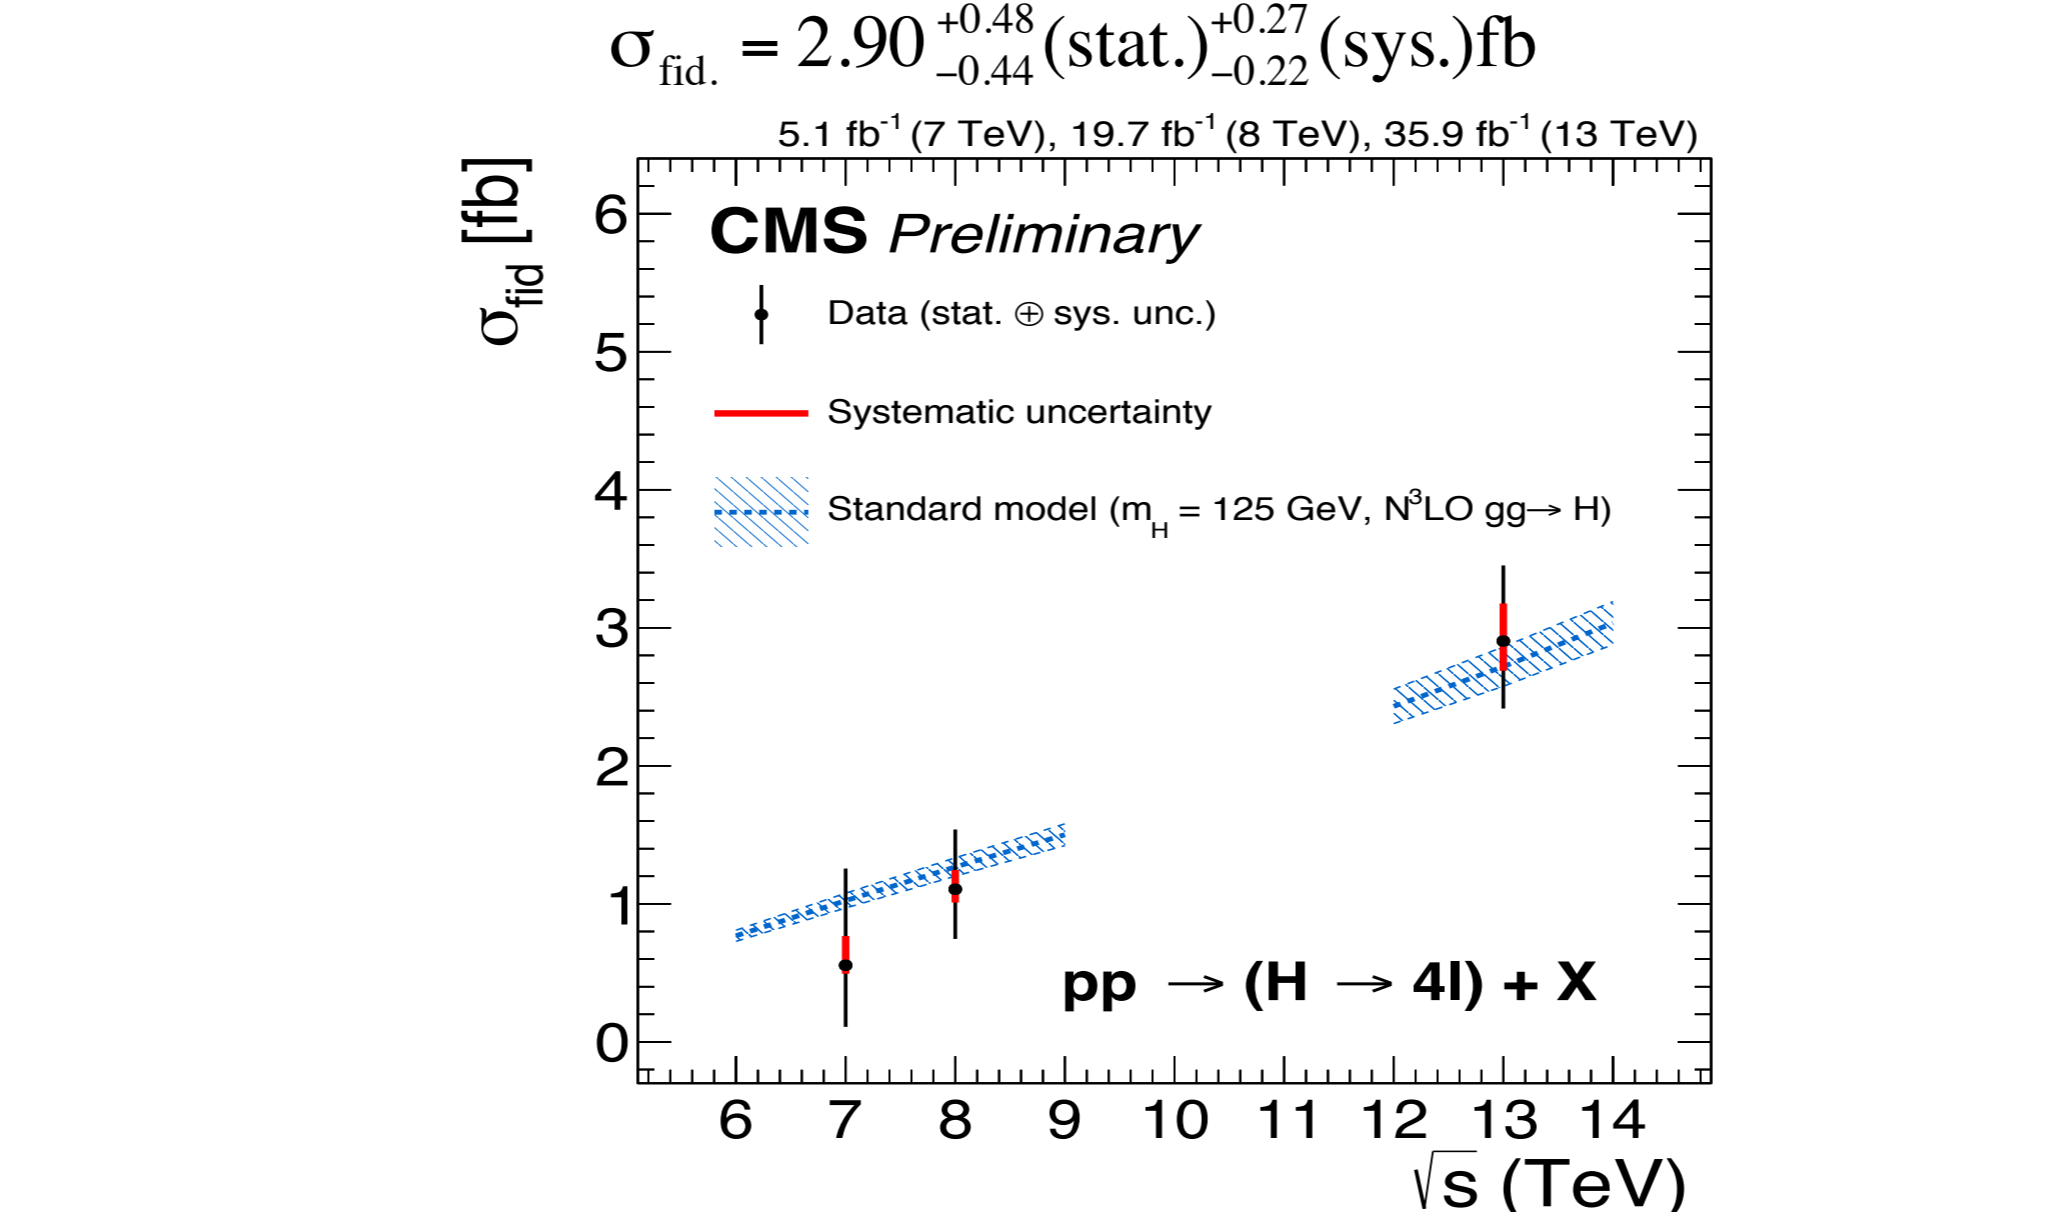 σfid. = 2.90 +0.48 −0.44 (stat.) +0.27 −0.22 (sys.)fb
5.1 fb-1 (7 TeV), 19.7 fb-1 (8 TeV), 35.9 fb-1 (13 TeV)
σfid [fb]
CMS Preliminary
Data (stat. ⊕ sys. unc.)
Systematic uncertainty
Standard model (mH = 125 GeV, N3LO gg→ H)
pp → (H → 4l) + X
6
5
4
3
2
1
0
6 7 8 9 10 11 12 13 14
√s (TeV)